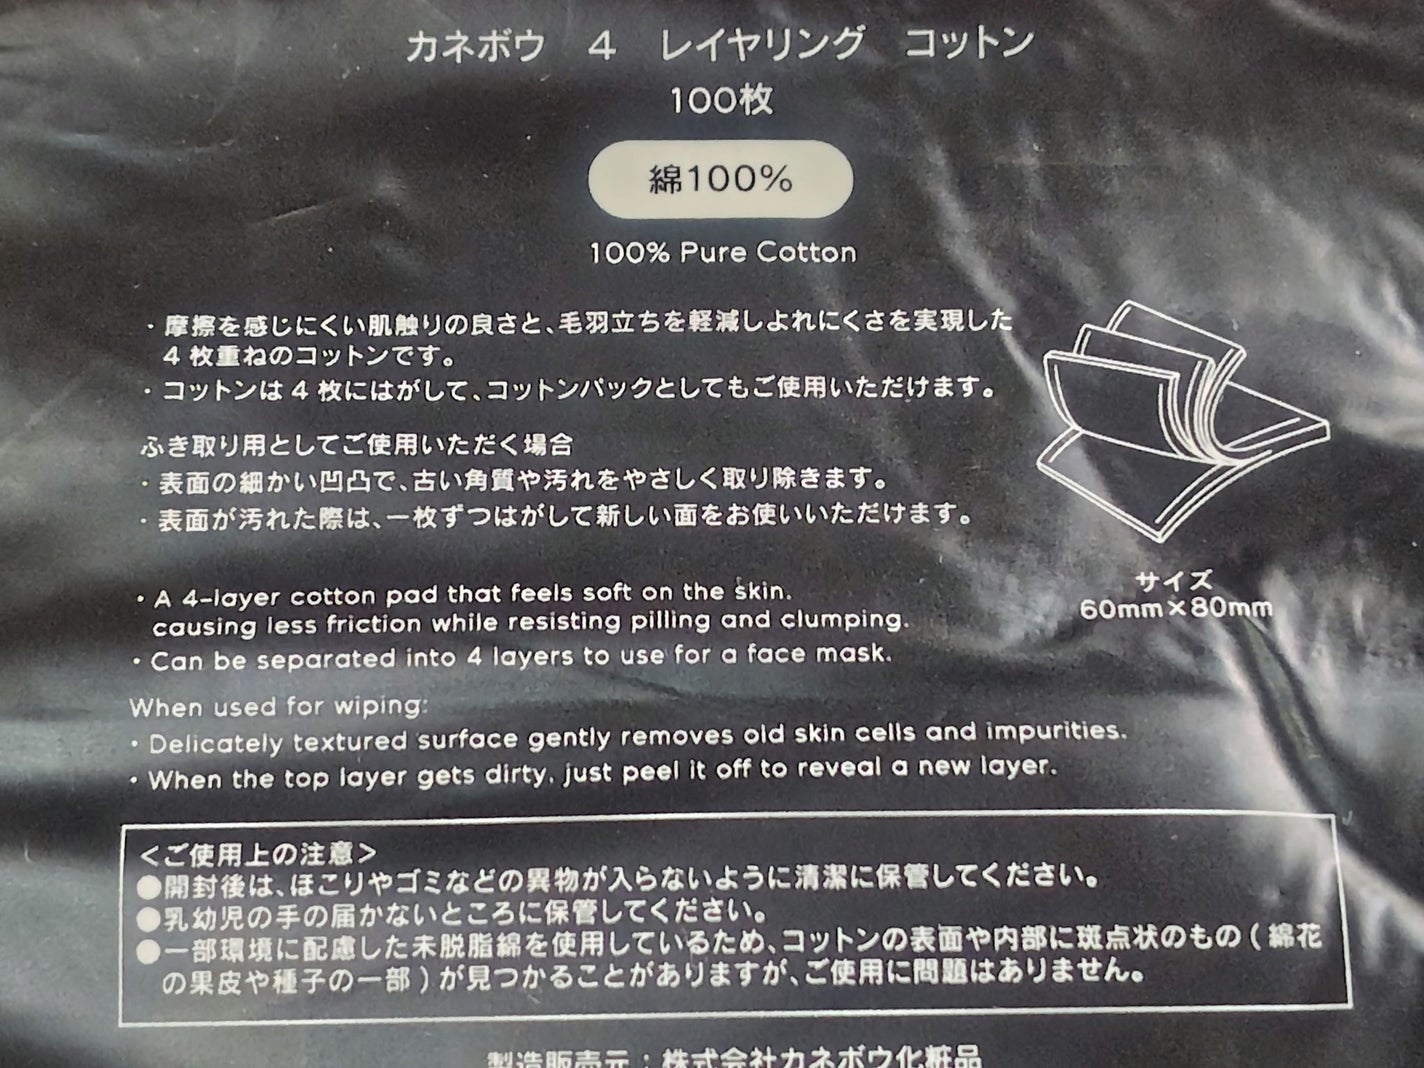 カネボウ　4　レイヤリング　コットン
100枚
綿100%
100% Pure Cotton
・摩擦を感じにくい肌触りの良さと、毛羽立ちを軽減しよれにくさを実現した
4 枚重ねのコットンです。
・コットンは 4 枚にはがして、コットンパックとしてもご使用いただけます。
ふき取り用としてご使用いただく場合
・表面の細かい凹凸で、古い角質や汚れをやさしく取り除きます。
・表面が汚れた際は、一枚ずつはがして新しい面をお使いいただけます。
サイズ
60mm×80mm
・A 4-layer cotton pad that feels soft on the skin.
causing less friction while resisting pilling and clumping.
・Can be separated into 4 layers to use for a face mask.
When used for wiping:
・Delicately textured surface gently removes old skin cells and impurities.
・When the top layer gets dirty, just peel it off to reveal a new layer.
＜ご使用上の注意＞
●開封後は、ほこりやゴミなどの異物が入らないように清潔に保管してください。
●乳幼児の手の届かないところに保管してください。
●一部環境に配慮した未脱脂綿を使用しているため、コットンの表面や内部に斑点状のもの ( 綿花
の果皮や種子の一部 ) が見つかることがありますが、ご使用に問題はありません。
製造販売元：株式会社カネボウ化粧品